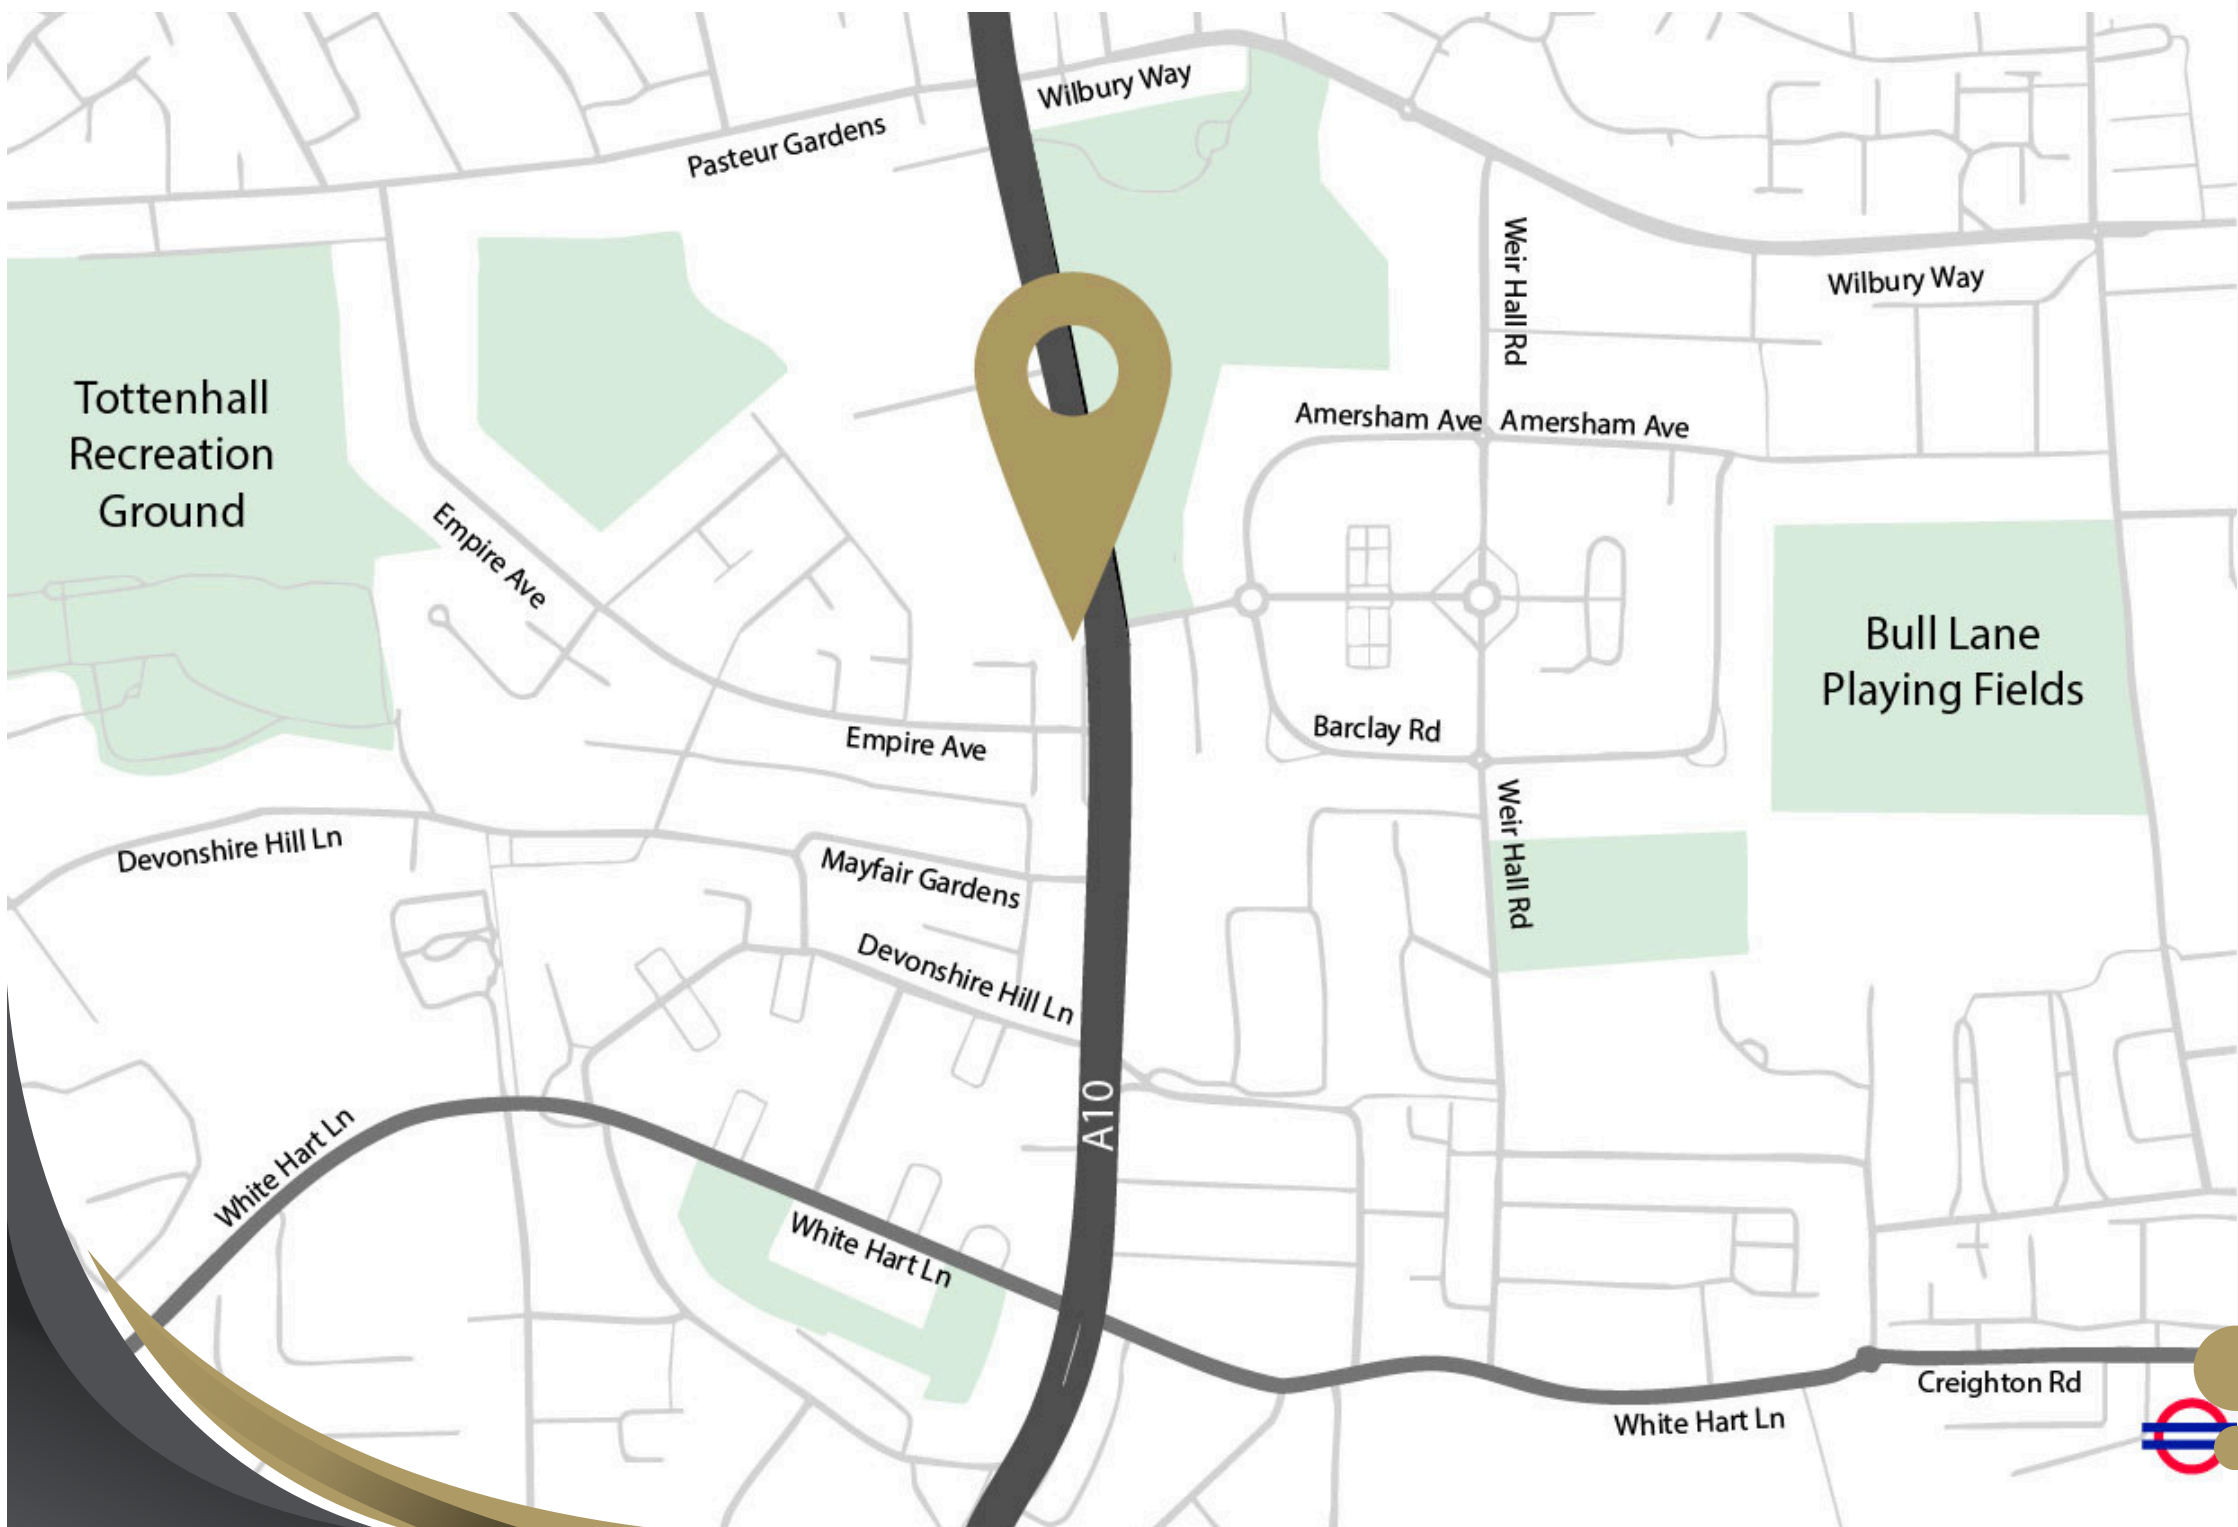 Wilbury Way
Pasteur Gardens
Weir Hall Rd
Wilbury Way
Tottenhall
Recreation
Ground
Amersham Ave
Amersham Ave
Empire Ave
Bull Lane
Playing Fields
Barclay Rd
Empire Ave
Weir Hall Rd
Devonshire Hill Ln
Mayfair Gardens
Devonshire Hill Ln
A10
White Hart Ln
White Hart Ln
Creighton Rd
White Hart Ln